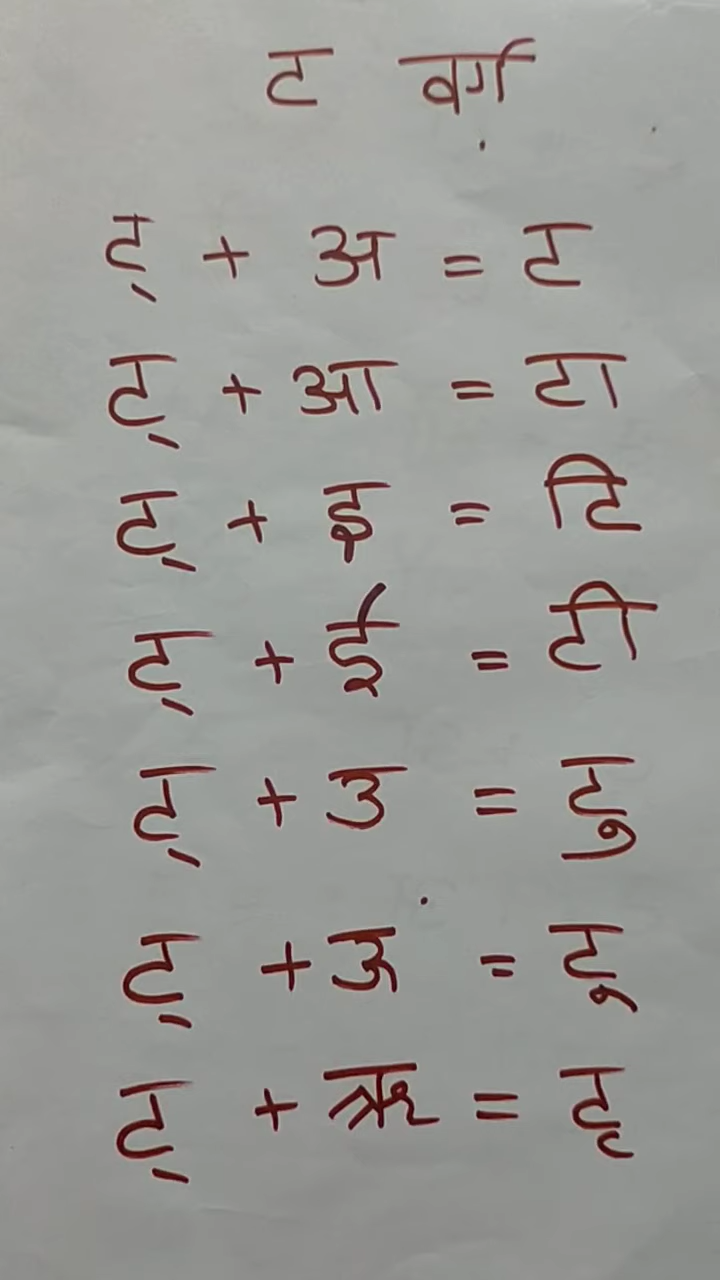 ट वर्ग
ट् + अ = ट
ट् + आ = टा
ट् + इ = टि
ट् + ई = टी
ट् + उ = टु
ट् + ऊ = टू
ट् + ऋ = टृ